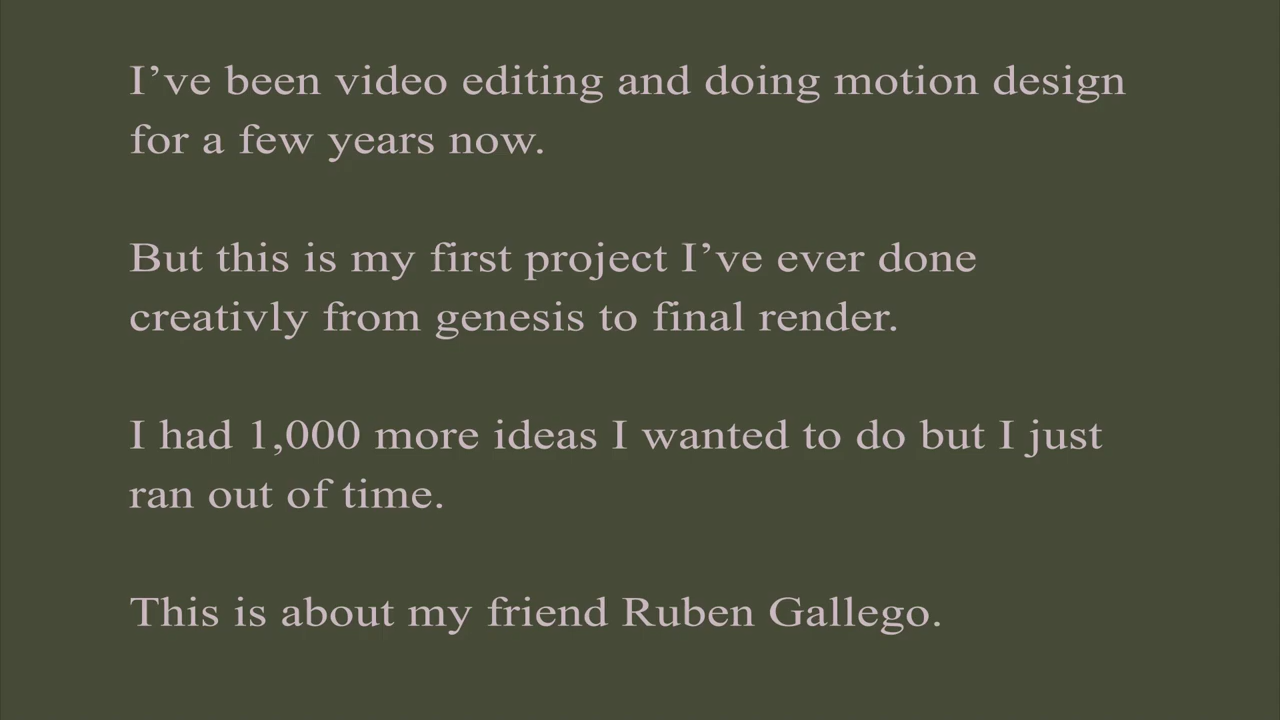 I’ve been video editing and doing motion design
for a few years now.
But this is my first project I’ve ever done
creativly from genesis to final render.
I had 1,000 more ideas I wanted to do but I just
ran out of time.
This is about my friend Ruben Gallego.